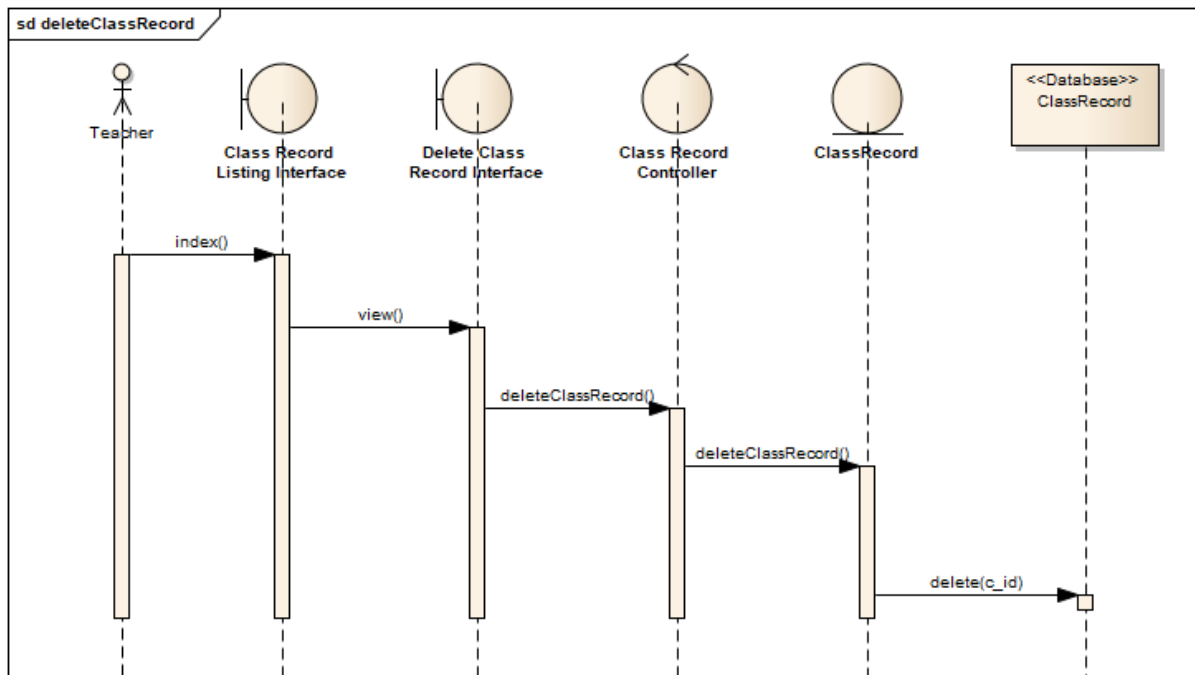 sd deleteClassRecord
Teacher
Class Record
Listing Interface
Delete Class
Record Interface
Class Record
Controller
ClassRecord
<<Database>>
ClassRecord
index()
view()
deleteClassRecord()
deleteClassRecord()
delete(c_id)